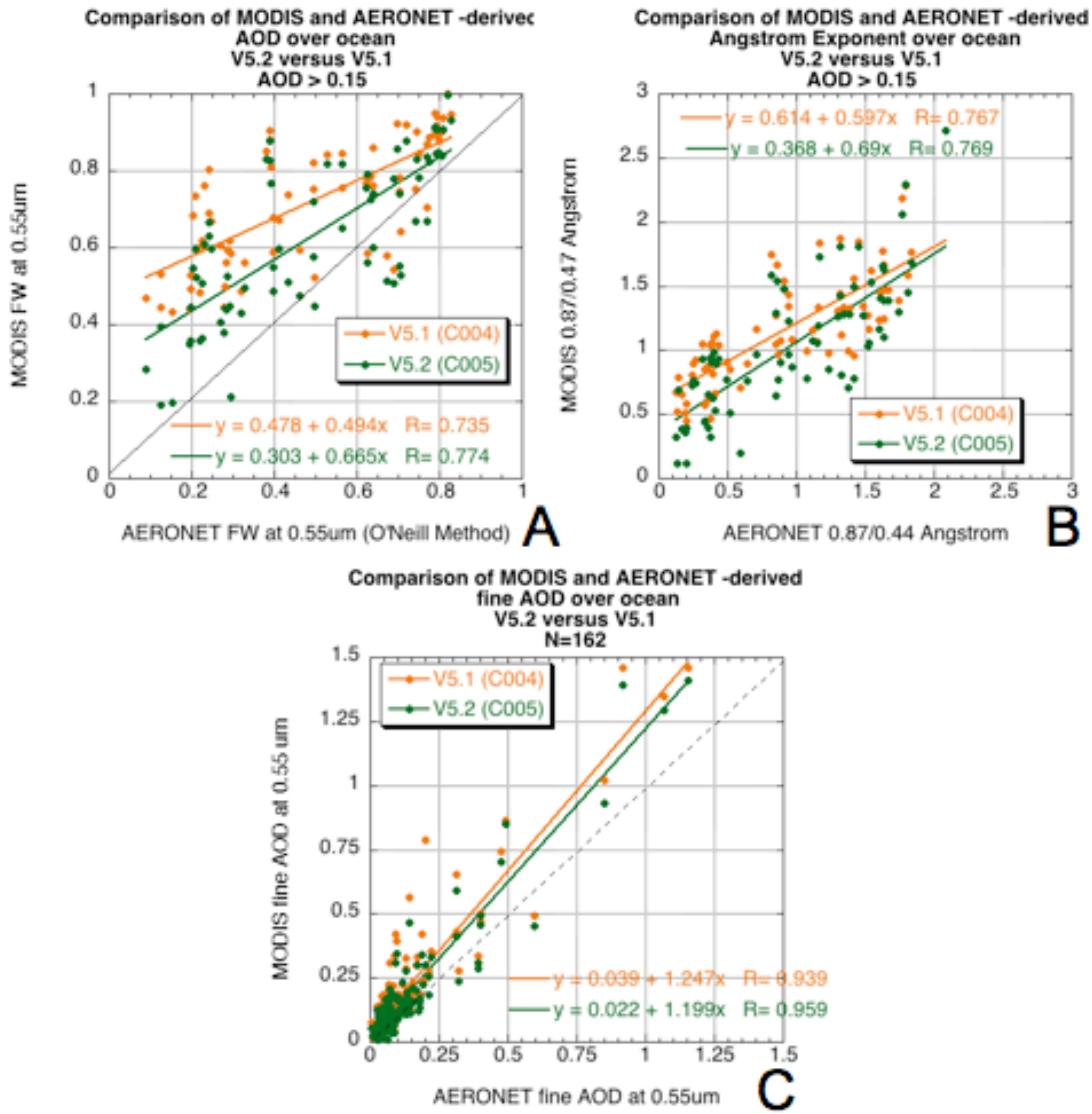 Comparison of MODIS and AERONET -derived
AOD over ocean
V5.2 versus V5.1
AOD > 0.15
MODIS FW at 0.55um
1
0.8
0.6
0.4
0.2
0
V5.1 (C004)
V5.2 (C005)
y = 0.478 + 0.494x R= 0.735
y = 0.303 + 0.665x R= 0.774
0 0.2 0.4 0.6 0.8 1
AERONET FW at 0.55um (O'Neill Method)
A
Comparison of MODIS and AERONET -derived
Angstrom Exponent over ocean
V5.2 versus V5.1
AOD > 0.15
MODIS 0.87/0.47 Angstrom
3
2.5
2
1.5
1
0.5
0
y = 0.614 + 0.597x R= 0.767
y = 0.368 + 0.69x R= 0.769
V5.1 (C004)
V5.2 (C005)
0 0.5 1 1.5 2 2.5 3
AERONET 0.87/0.44 Angstrom
B
Comparison of MODIS and AERONET -derived
fine AOD over ocean
V5.2 versus V5.1
N=162
MODIS fine AOD at 0.55 um
1.5
1.25
1
0.75
0.5
0.25
0
V5.1 (C004)
V5.2 (C005)
y = 0.039 + 1.247x R= 0.939
y = 0.022 + 1.199x R= 0.959
0 0.25 0.5 0.75 1 1.25 1.5
AERONET fine AOD at 0.55um
C